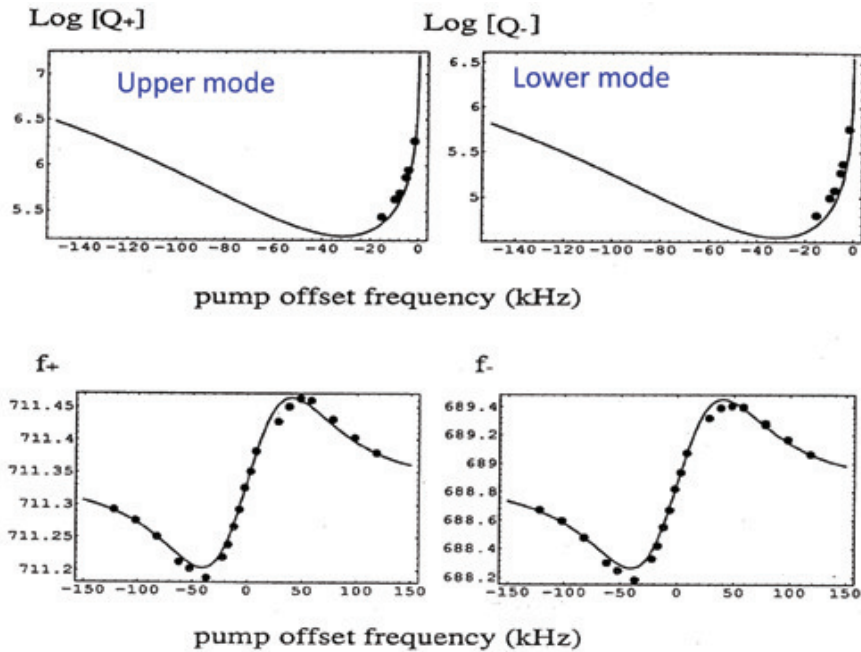 Log [Q+]
Log [Q-]
Upper mode
Lower mode
7
6.5
6
5.5
-140 -120 -100 -80 -60 -40 -20 0
6.5
6
5.5
5
-140 -120 -100 -80 -60 -40 -20 0
pump offset frequency (kHz)
f+
f-
711.45
711.4
711.35
711.3
711.25
711.2
-150 -100 -50 0 50 100 150
689.4
689.2
689
688.8
688.6
688.4
688.2
-150 -100 -50 0 50 100 150
pump offset frequency (kHz)